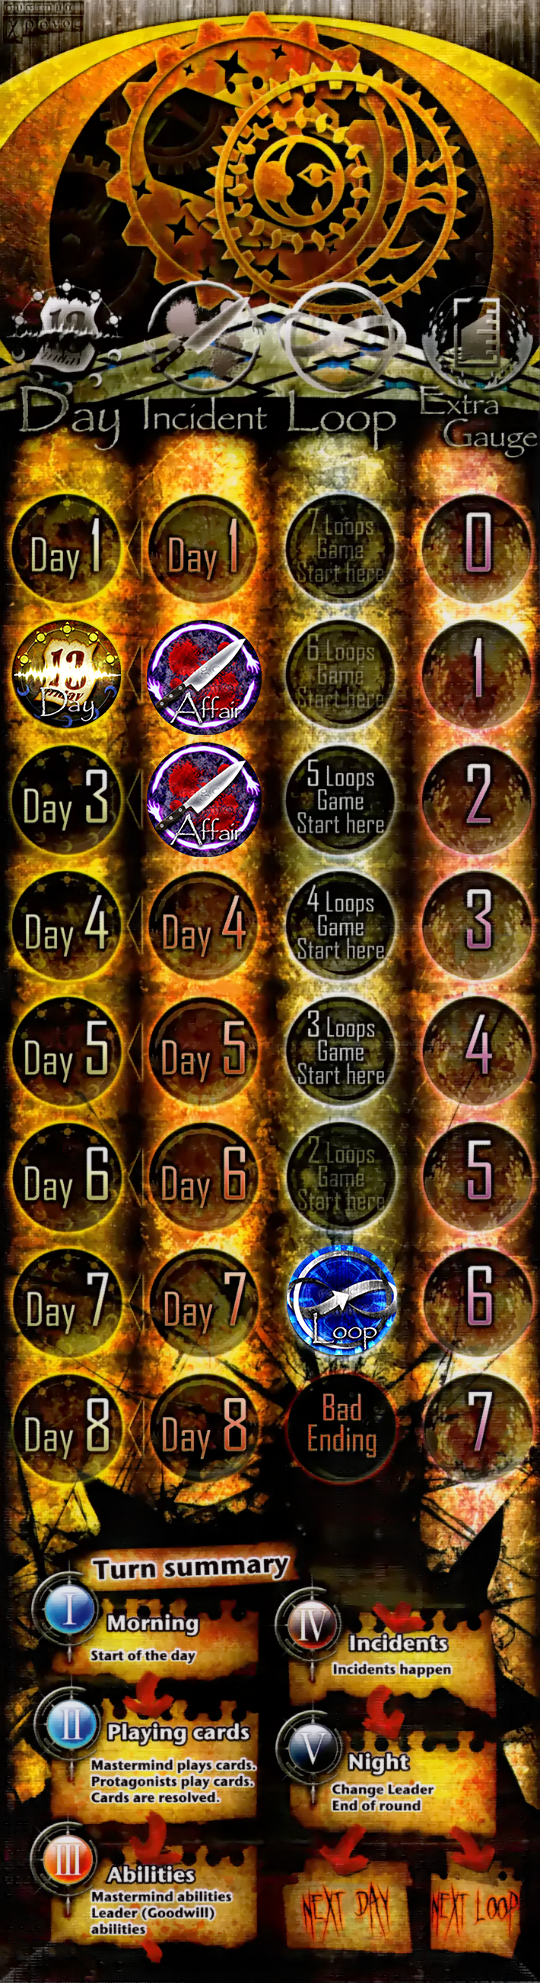 Day
Incident
Loop
Extra
Gauge
Day 1
Day 1
7 Loops
Game
Start here
0
13
Day
Affair
6 Loops
Game
Start here
1
Day 3
Affair
5 Loops
Game
Start here
2
Day 4
Day 4
4 Loops
Game
Start here
3
Day 5
Day 5
3 Loops
Game
Start here
4
Day 6
Day 6
2 Loops
Game
Start here
5
Day 7
Day 7
Loop
6
Day 8
Day 8
Bad
Ending
7
Turn summary
I
Morning
Start of the day
II
Playing cards
Mastermind plays cards.
Protagonists play cards.
Cards are resolved.
III
Abilities
Mastermind abilities
Leader (Goodwill)
abilities
IV
Incidents
Incidents happen
V
Night
Change Leader
End of round
NEXT DAY
NEXT LOOP